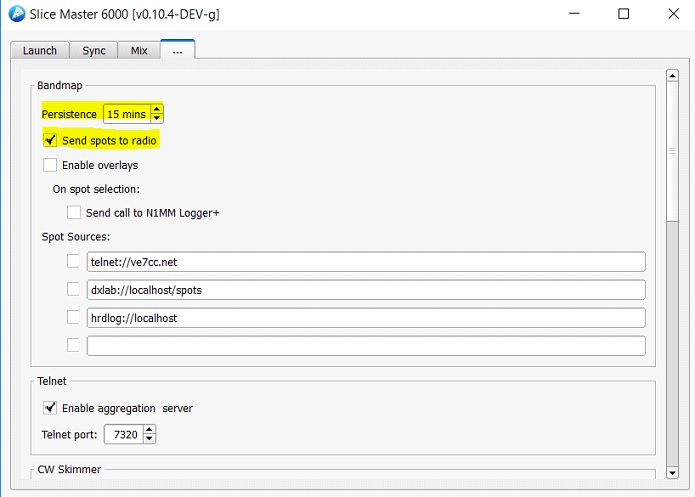 Slice Master 6000 [v0.10.4-DEV-g]
Launch Sync Mix ...
Bandmap
Persistence 15 mins
Send spots to radio
Enable overlays
On spot selection:
Send call to N1MM Logger+
Spot Sources:
telnet://ve7cc.net
dxlab://localhost/spots
hrdlog://localhost
Telnet
Enable aggregation server
Telnet port: 7320
CW Skimmer